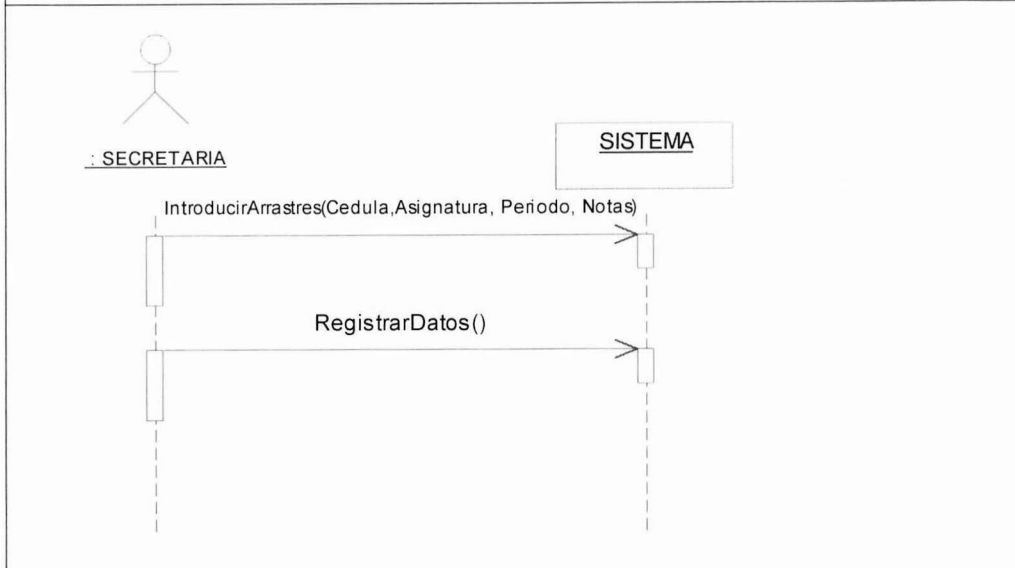 : SECRETARIA
SISTEMA
IntroducirArrastres(Cedula,Asignatura, Periodo, Notas)
RegistrarDatos()